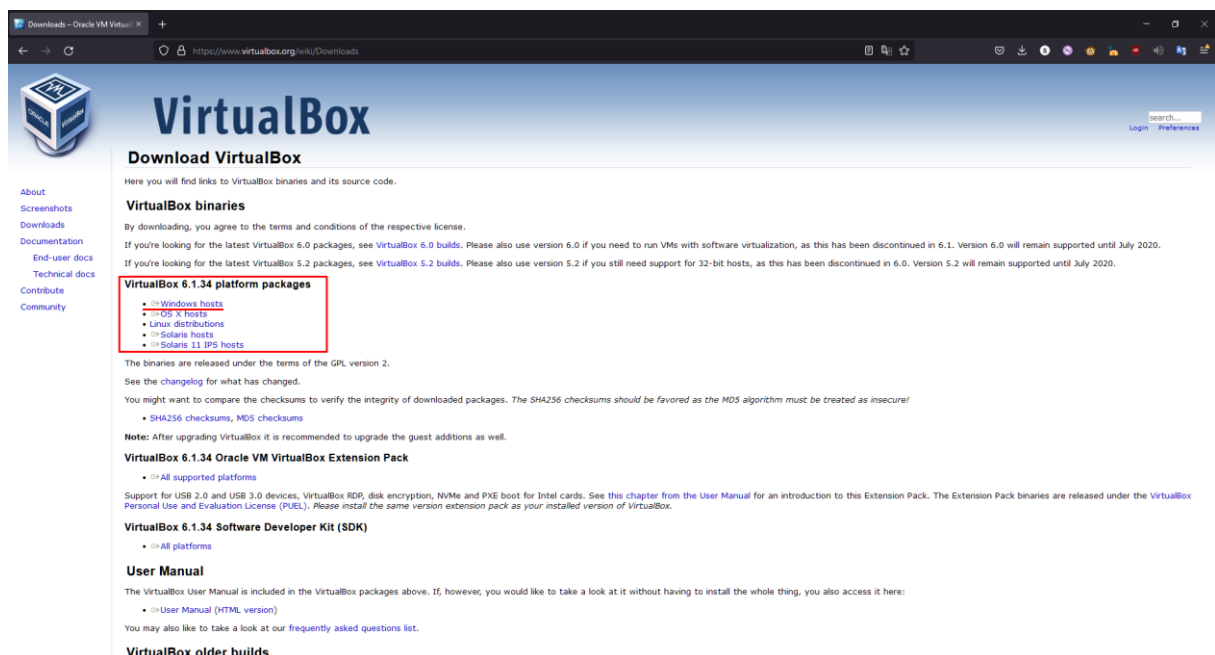 Downloads – Oracle VM Virtual
https://www.virtualbox.org/wiki/Downloads
ORACLE
VM
VirtualBox
VirtualBox
search...
Login Preferences
About
Screenshots
Downloads
Documentation
End-user docs
Technical docs
Contribute
Community
Download VirtualBox
Here you will find links to VirtualBox binaries and its source code.
VirtualBox binaries
By downloading, you agree to the terms and conditions of the respective license.
If you're looking for the latest VirtualBox 6.0 packages, see VirtualBox 6.0 builds. Please also use version 6.0 if you need to run VMs with software virtualization, as this has been discontinued in 6.1. Version 6.0 will remain supported until July 2020.
If you're looking for the latest VirtualBox 5.2 packages, see VirtualBox 5.2 builds. Please also use version 5.2 if you still need support for 32-bit hosts, as this has been discontinued in 6.0. Version 5.2 will remain supported until July 2020.
VirtualBox 6.1.34 platform packages
• Windows hosts
• OS X hosts
• Linux distributions
• Solaris hosts
• Solaris 11 IPS hosts
The binaries are released under the terms of the GPL version 2.
See the changelog for what has changed.
You might want to compare the checksums to verify the integrity of downloaded packages. The SHA256 checksums should be favored as the MD5 algorithm must be treated as insecure!
• SHA256 checksums, MD5 checksums
Note: After upgrading VirtualBox it is recommended to upgrade the guest additions as well.
VirtualBox 6.1.34 Oracle VM VirtualBox Extension Pack
• All supported platforms
Support for USB 2.0 and USB 3.0 devices, VirtualBox RDP, disk encryption, NVMe and PXE boot for Intel cards. See this chapter from the User Manual for an introduction to this Extension Pack. The Extension Pack binaries are released under the VirtualBox
Personal Use and Evaluation License (PUEL). Please install the same version extension pack as your installed version of VirtualBox.
VirtualBox 6.1.34 Software Developer Kit (SDK)
• All platforms
User Manual
The VirtualBox User Manual is included in the VirtualBox packages above. If, however, you would like to take a look at it without having to install the whole thing, you also access it here:
• User Manual (HTML version)
You may also like to take a look at our frequently asked questions list.
VirtualBox older builds